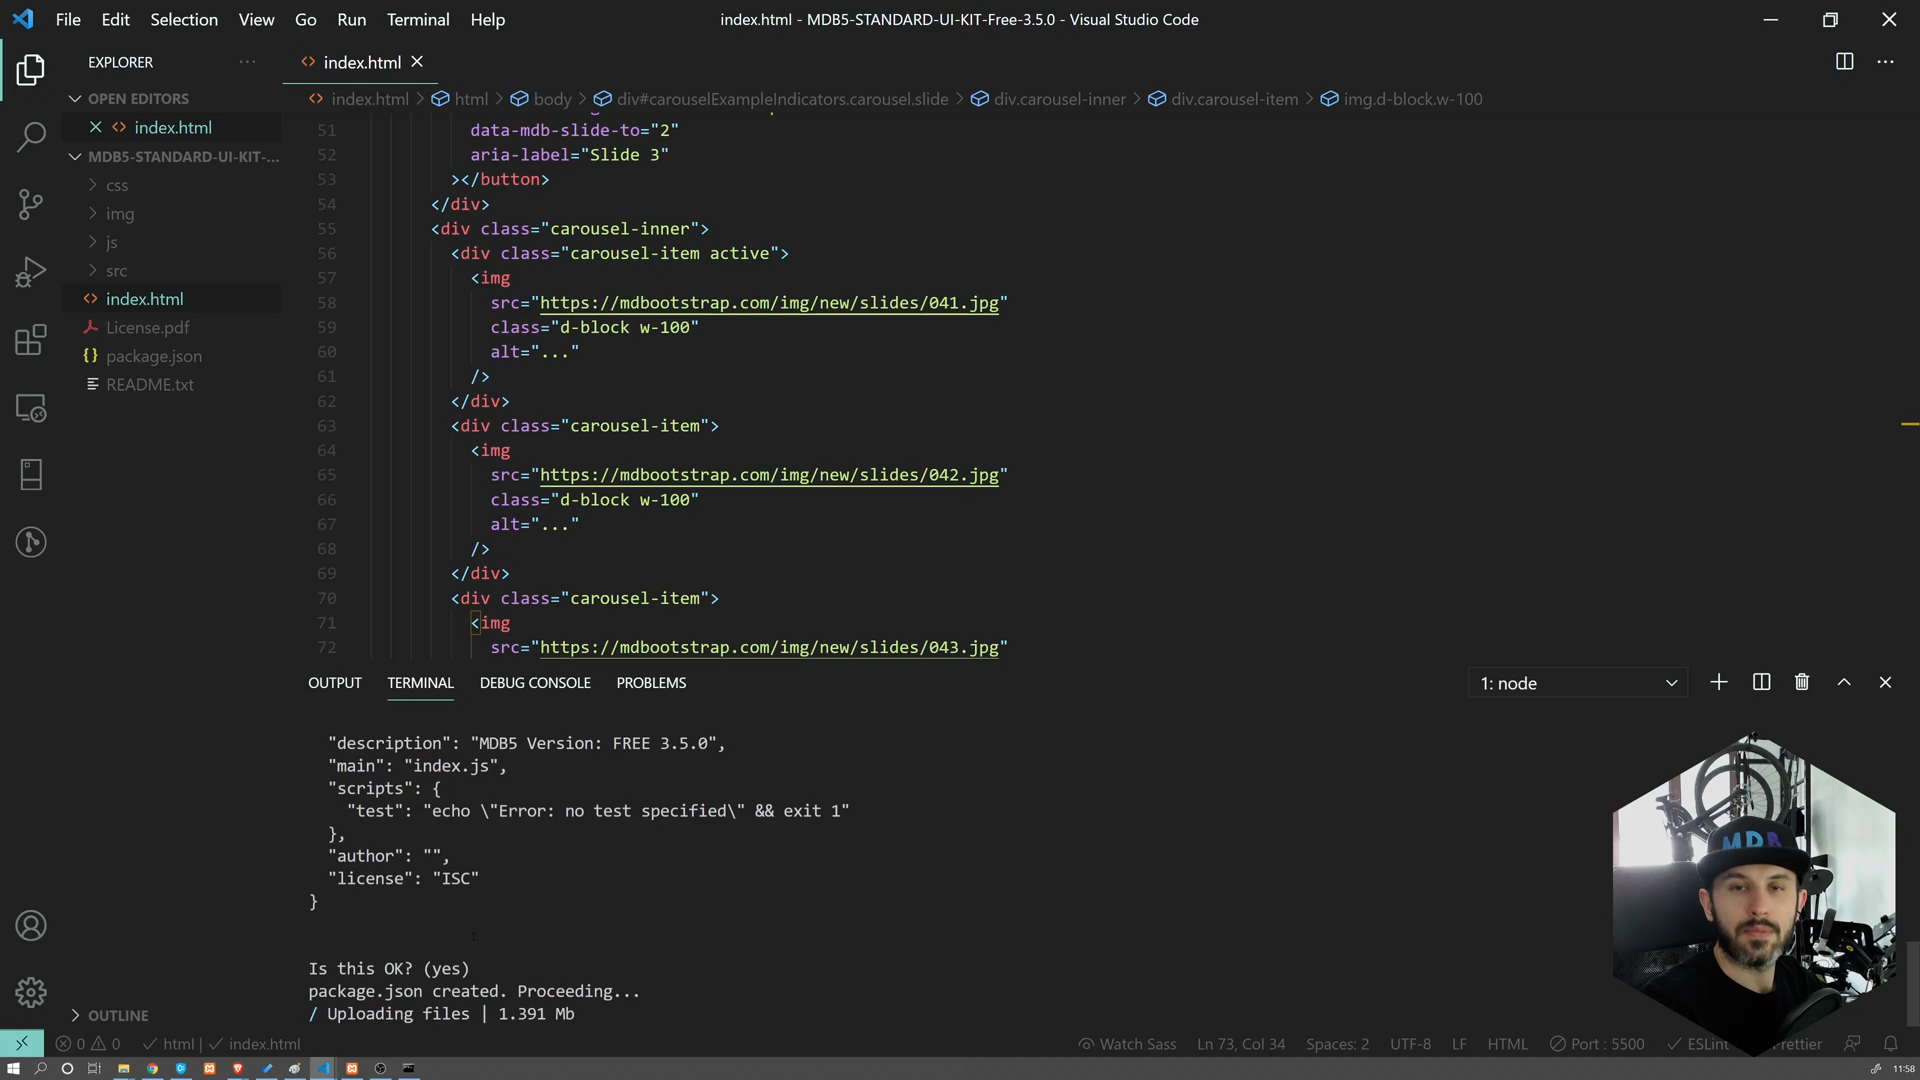 File Edit Selection View Go Run Terminal Help
index.html - MDB5-STANDARD-UI-KIT-Free-3.5.0 - Visual Studio Code
EXPLORER
index.html
OPEN EDITORS
index.html
MDB5-STANDARD-UI-KIT-...
css
img
js
src
index.html
License.pdf
package.json
README.txt
OUTLINE
index.html > html > body > div#carouselExampleIndicators.carousel.slide > div.carousel-inner > div.carousel-item > img.d-block.w-100
51 data-mdb-slide-to="2"
52 aria-label="Slide 3"
53 ></button>
54 </div>
55 <div class="carousel-inner">
56 <div class="carousel-item active">
57 <img
58 src="https://mdbootstrap.com/img/new/slides/041.jpg"
59 class="d-block w-100"
60 alt="..."
61 />
62 </div>
63 <div class="carousel-item">
64 <img
65 src="https://mdbootstrap.com/img/new/slides/042.jpg"
66 class="d-block w-100"
67 alt="..."
68 />
69 </div>
70 <div class="carousel-item">
71 <img
72 src="https://mdbootstrap.com/img/new/slides/043.jpg"
OUTPUT TERMINAL DEBUG CONSOLE PROBLEMS
1: node
"description": "MDB5 Version: FREE 3.5.0",
"main": "index.js",
"scripts": {
"test": "echo \"Error: no test specified\" && exit 1"
},
"author": "",
"license": "ISC"
}
Is this OK? (yes)
package.json created. Proceeding...
/ Uploading files | 1.391 Mb
MDB
0 0 html | index.html
Watch Sass Ln 73, Col 34 Spaces: 2 UTF-8 LF HTML Port : 5500 ESLint
11:58